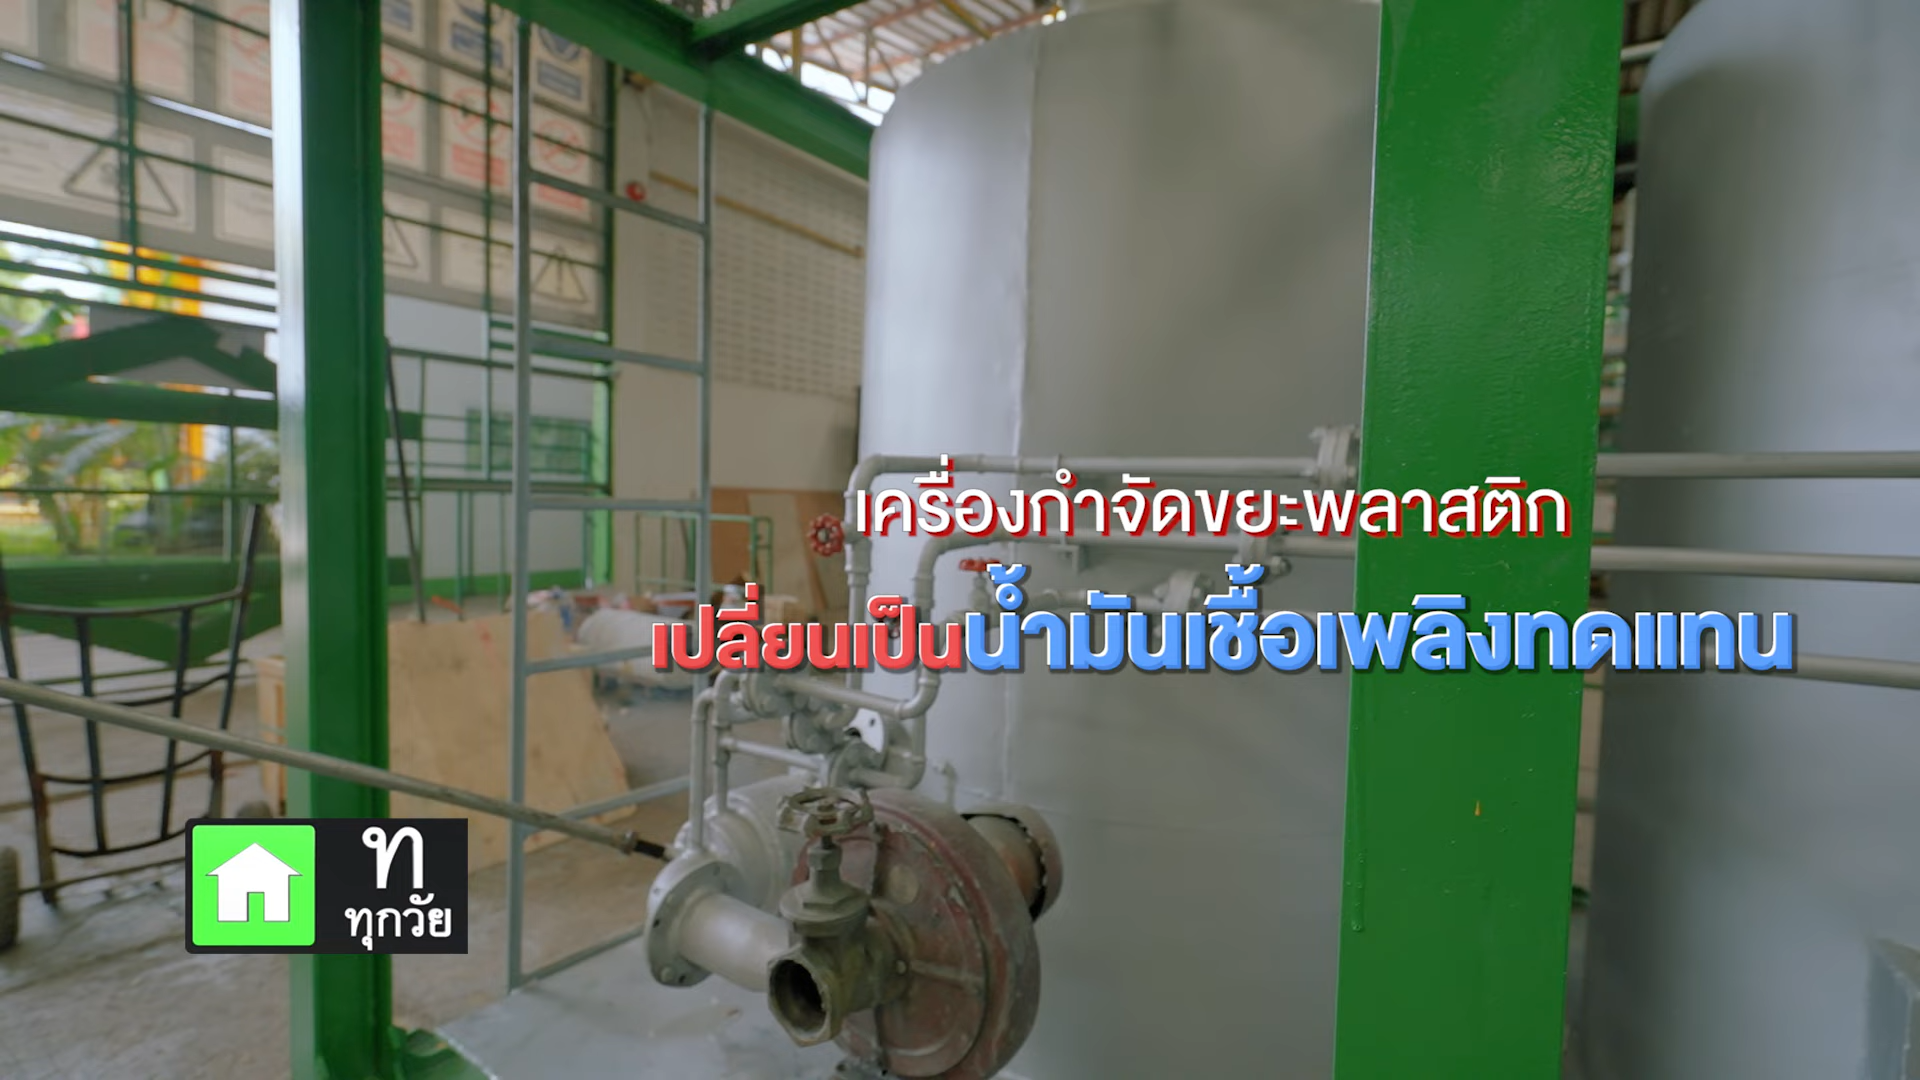 เครื่องกำจัดขยะพลาสติก
เปลี่ยนเป็นน้ำมันเชื้อเพลิงทดแทน
ท
ทุกวัย